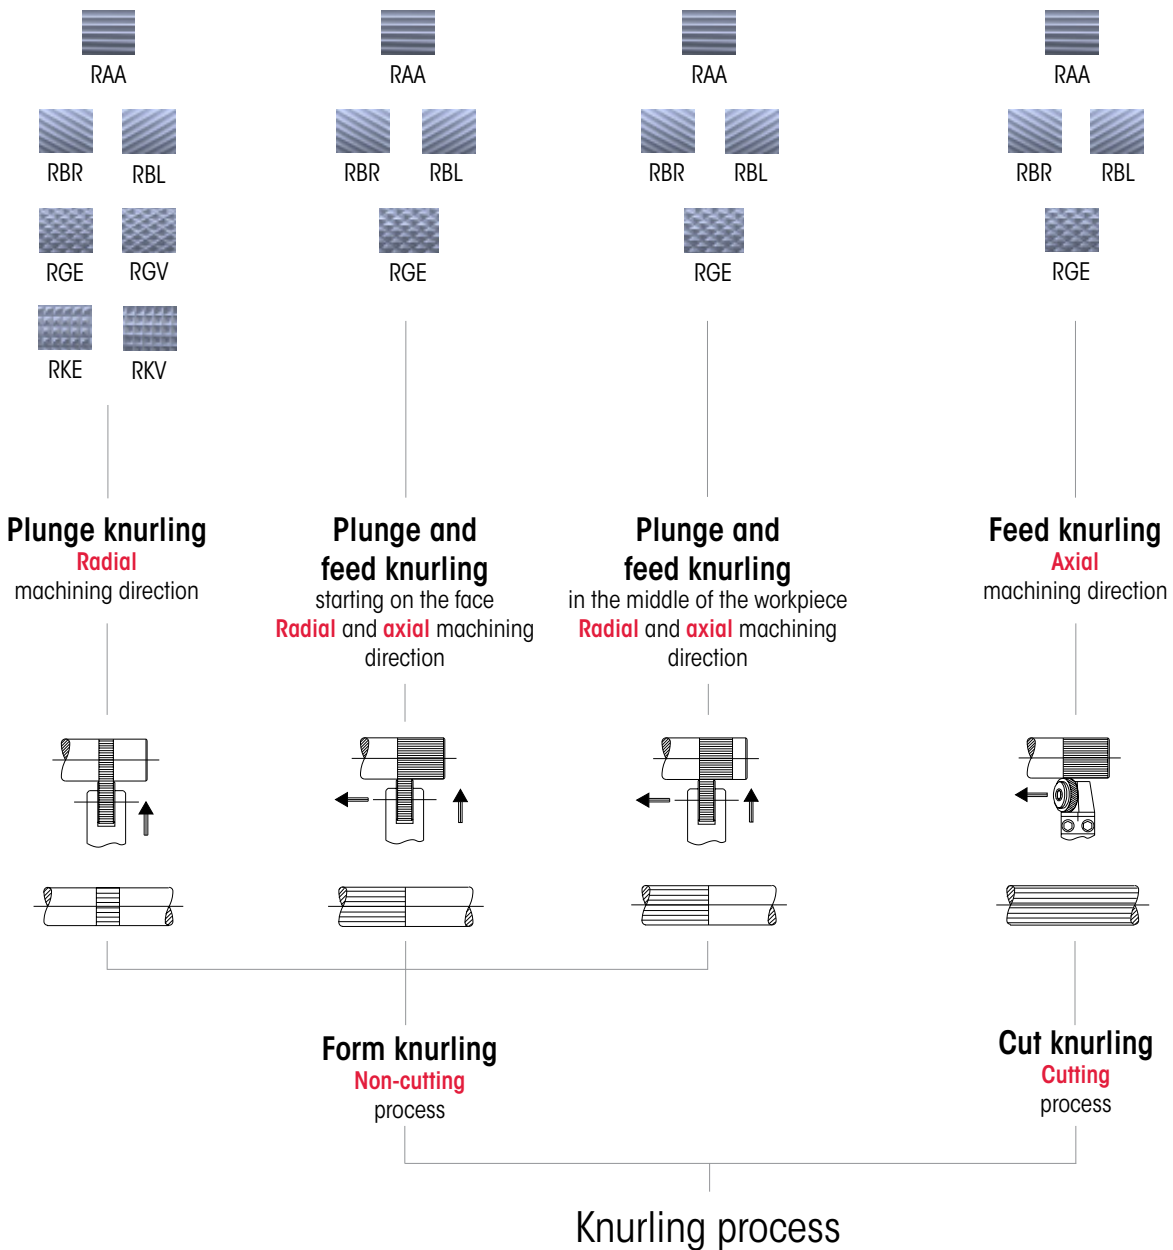 RAA
RAA
RAA
RAA
RBR
RBL
RBR
RBL
RBR
RBL
RBR
RBL
RGE
RGV
RGE
RGE
RGE
RKE
RKV
Plunge knurling
Radial
machining direction
Plunge and
feed knurling
starting on the face
Radial and axial machining
direction
Plunge and
feed knurling
in the middle of the workpiece
Radial and axial machining
direction
Feed knurling
Axial
machining direction
Form knurling
Non-cutting
process
Cut knurling
Cutting
process
Knurling process